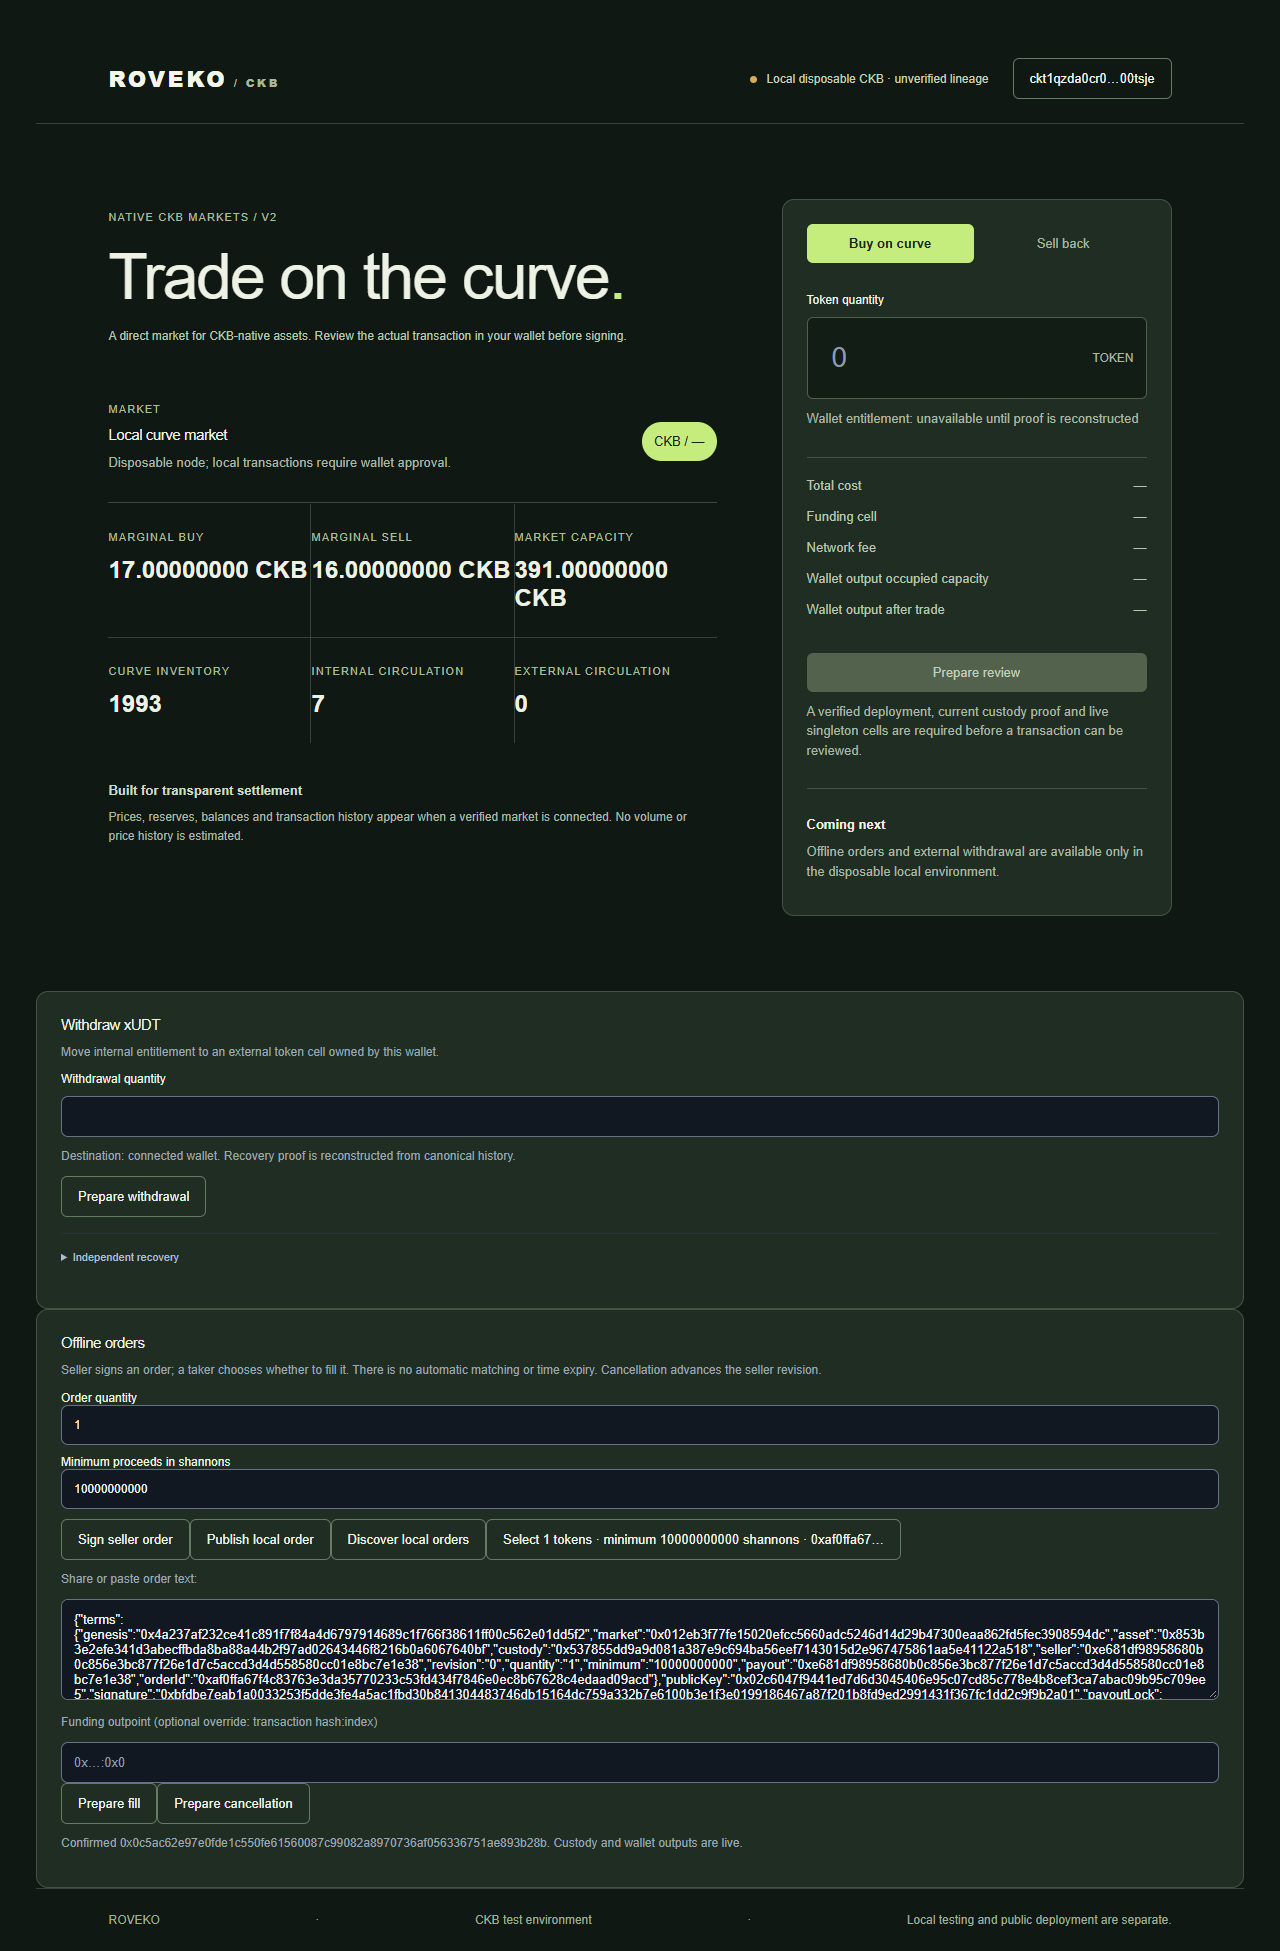 ROVEKO / CKB
Local disposable CKB · unverified lineage
ckt1qzda0cr0…00tsje
NATIVE CKB MARKETS / V2
Trade on the curve.
A direct market for CKB-native assets. Review the actual transaction in your wallet before signing.
MARKET
Local curve market
Disposable node; local transactions require wallet approval.
CKB / —
MARGINAL BUY
17.00000000 CKB
MARGINAL SELL
16.00000000 CKB
MARKET CAPACITY
391.00000000
CKB
CURVE INVENTORY
1993
INTERNAL CIRCULATION
7
EXTERNAL CIRCULATION
0
Built for transparent settlement
Prices, reserves, balances and transaction history appear when a verified market is connected. No volume or
price history is estimated.
Buy on curve
Sell back
Token quantity
0
TOKEN
Wallet entitlement: unavailable until proof is reconstructed
Total cost —
Funding cell —
Network fee —
Wallet output occupied capacity —
Wallet output after trade —
Prepare review
A verified deployment, current custody proof and live
singleton cells are required before a transaction can be
reviewed.
Coming next
Offline orders and external withdrawal are available only in
the disposable local environment.
Withdraw xUDT
Move internal entitlement to an external token cell owned by this wallet.
Withdrawal quantity
Destination: connected wallet. Recovery proof is reconstructed from canonical history.
Prepare withdrawal
Independent recovery
Offline orders
Seller signs an order; a taker chooses whether to fill it. There is no automatic matching or time expiry. Cancellation advances the seller revision.
Order quantity
1
Minimum proceeds in shannons
10000000000
Sign seller order
Publish local order
Discover local orders
Select 1 tokens · minimum 10000000000 shannons · 0xaf0ffa67…
Share or paste order text:
{"terms":
{"genesis":"0x4a237af232ce41c891f7f84a4d6797914689c1f766f38611ff00c562e01dd5f2","market":"0x012eb3f77fe15020efcc5660adc5246d14d29b47300eaa862fd5fec3908594dc","asset":"0x853b
3e2efe341d3abecffbda8ba88a44b2f97ad02643446f8216b0a6067640bf","custody":"0x537855dd9a9d081a387e9c694ba56eef7143015d2e967475861aa5e41122a518","seller":"0xe681df98958680b
0c856e3bc877f26e1d7c5accd3d4d558580cc01e8bc7e1e38","revision":"0","quantity":"1","minimum":"10000000000","payout":"0xe681df98958680b0c856e3bc877f26e1d7c5accd3d4d558580cc01e8
bc7e1e38","orderId":"0xaf0ffa67f4c83763e3da35770233c53fd434f7846e0ec8b67628c4edaad09acd"},"publicKey":"0x02c6047f9441ed7d6d3045406e95c07cd85c778e4b8cef3ca7abac09b95c709ee
5","signature":"0xbfdbe7eab1a0033253f5dde3fe4a5ac1fbd30b841304483746db15164dc759a332b7e6100b3e1f3e0199186467a87f201b8fd9ed2991431f367fc1dd2c9f9b2a01","payoutLock":
Funding outpoint (optional override: transaction hash:index)
0x…:0x0
Prepare fill
Prepare cancellation
Confirmed 0x0c5ac62e97e0fde1c550fe61560087c99082a8970736af056336751ae893b28b. Custody and wallet outputs are live.
ROVEKO · CKB test environment · Local testing and public deployment are separate.